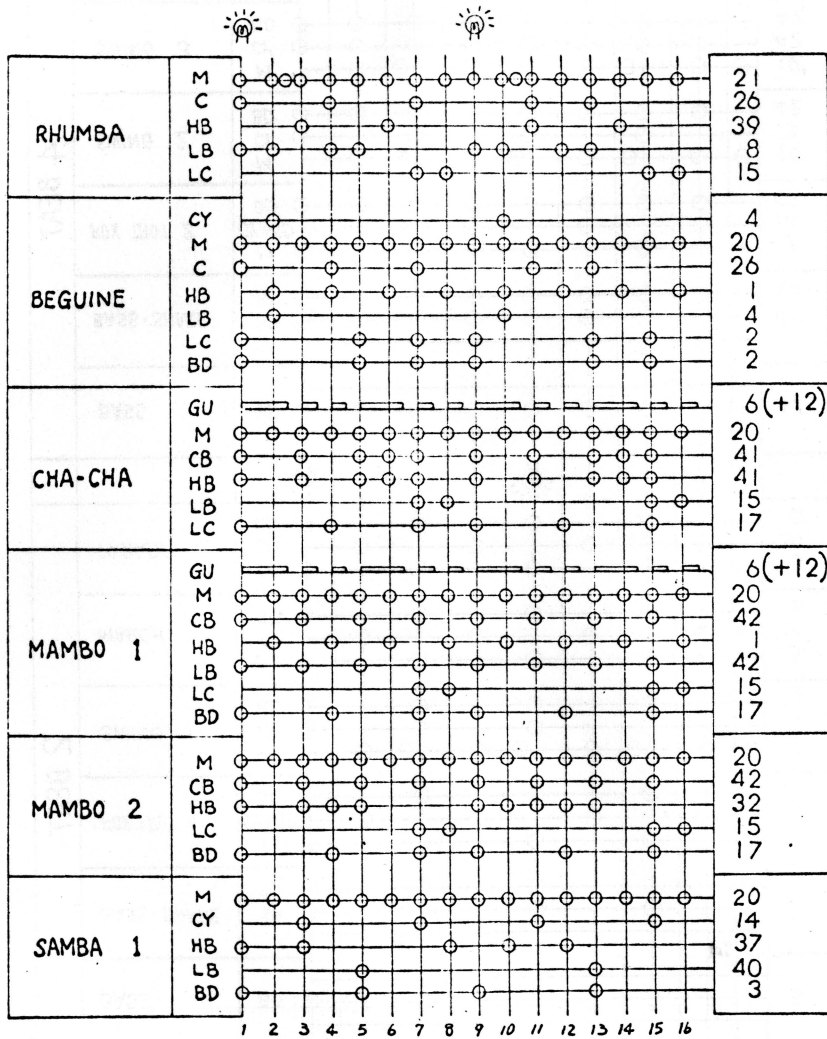 RHUMBA
M 21
C 26
HB 39
LB 8
LC 15
BEGUINE
CY 4
M 20
C 26
HB 1
LB 4
LC 2
BD 2
CHA-CHA
GU 6(+12)
M 20
CB 41
HB 41
LB 15
LC 17
MAMBO 1
GU 6(+12)
M 20
CB 42
HB 1
LB 42
LC 15
BD 17
MAMBO 2
M 20
CB 42
HB 32
LC 15
BD 17
SAMBA 1
M 20
CY 14
HB 37
LB 40
BD 3
1 2 3 4 5 6 7 8 9 10 11 12 13 14 15 16